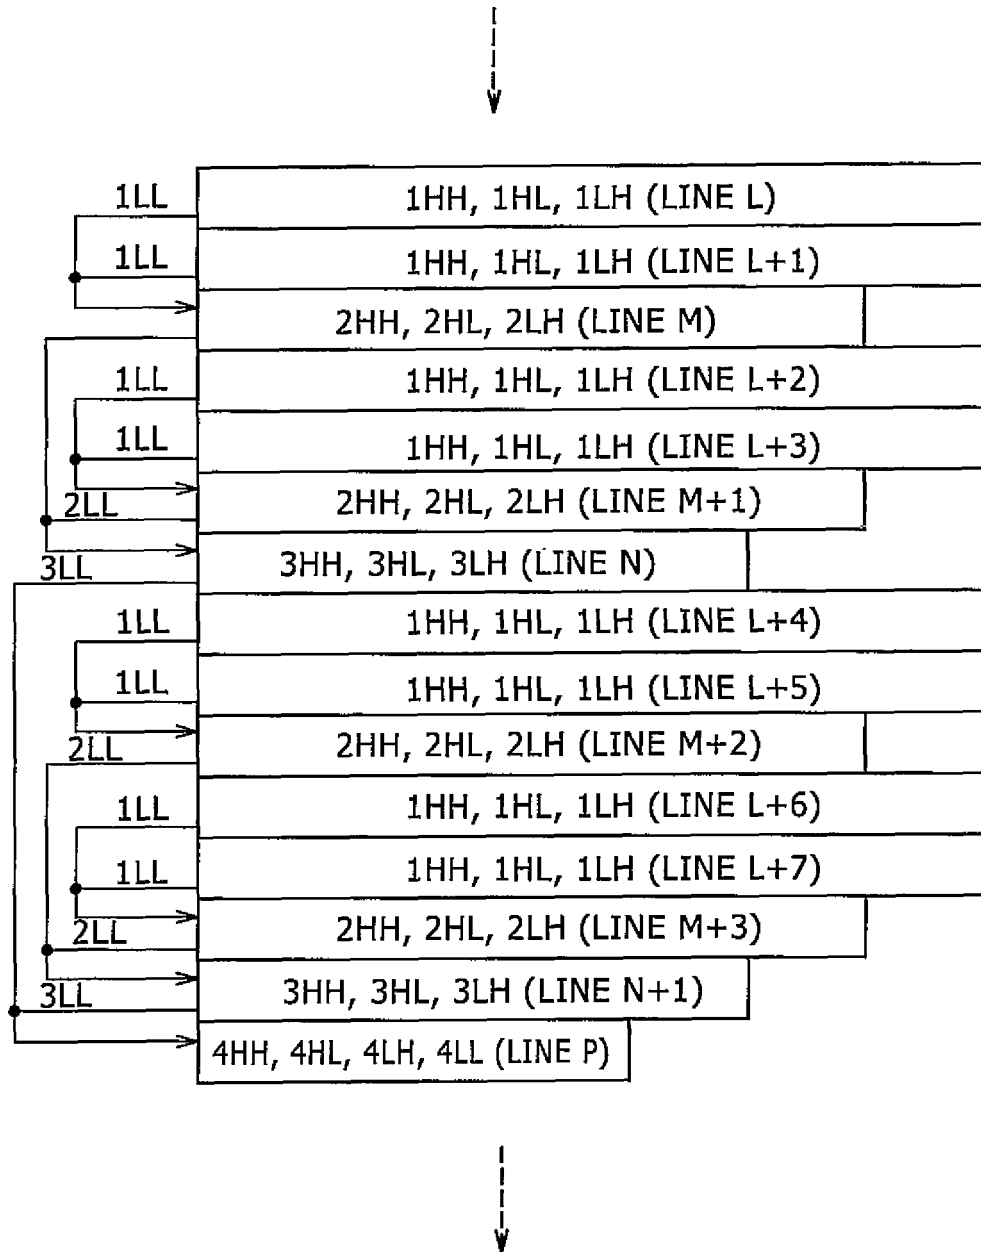 1LL 1HH, 1HL, 1LH (LINE L)
1LL 1HH, 1HL, 1LH (LINE L+1)
2HH, 2HL, 2LH (LINE M)
1LL 1HH, 1HL, 1LH (LINE L+2)
1LL 1HH, 1HL, 1LH (LINE L+3)
2LL 2HH, 2HL, 2LH (LINE M+1)
3LL 3HH, 3HL, 3LH (LINE N)
1LL 1HH, 1HL, 1LH (LINE L+4)
1LL 1HH, 1HL, 1LH (LINE L+5)
2LL 2HH, 2HL, 2LH (LINE M+2)
1LL 1HH, 1HL, 1LH (LINE L+6)
1LL 1HH, 1HL, 1LH (LINE L+7)
2LL 2HH, 2HL, 2LH (LINE M+3)
3LL 3HH, 3HL, 3LH (LINE N+1)
4HH, 4HL, 4LH, 4LL (LINE P)